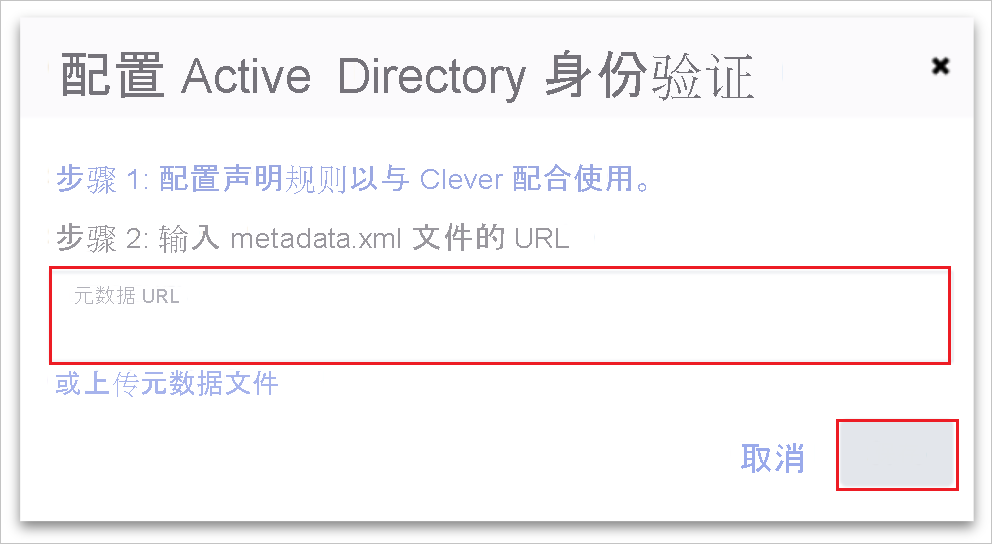 配置 Active Directory 身份验证
步骤 1: 配置声明规则以与 Clever 配合使用。
步骤 2: 输入 metadata.xml 文件的 URL
元数据 URL
或上传元数据文件
取消